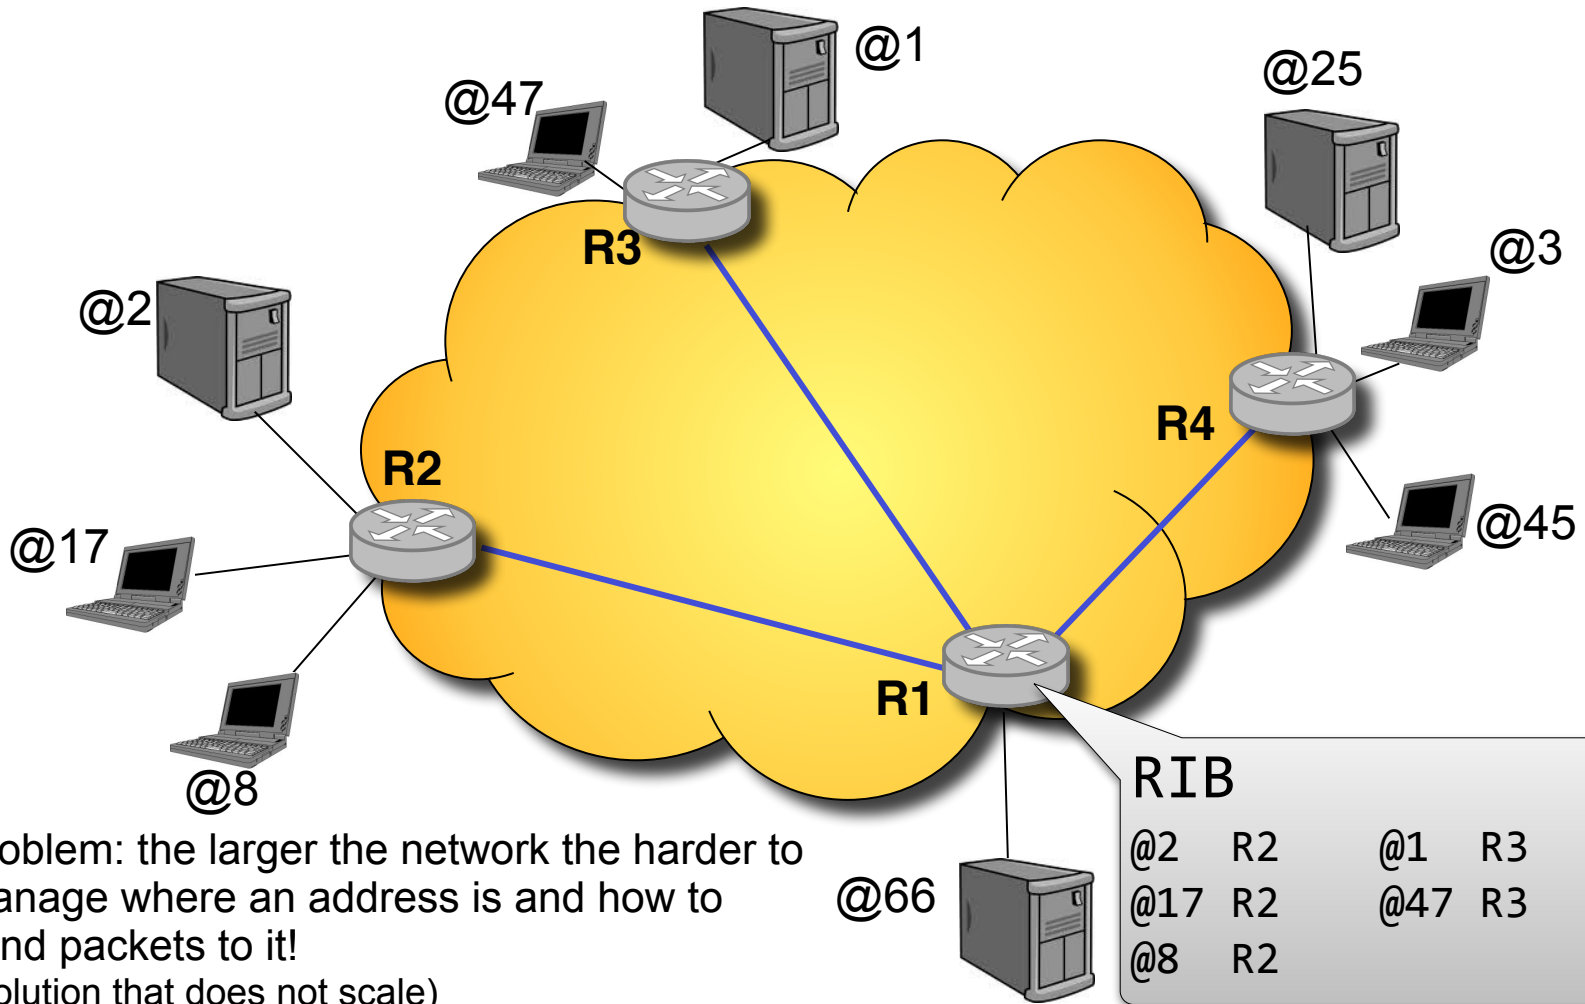 @1
@25
@47
@3
R3
@2
R4
R2
@17
@45
R1
@8
RIB
@2 R2 @1 R3
@17 R2 @47 R3
@8 R2
@66
oblem: the larger the network the harder to
anage where an address is and how to
nd packets to it!
olution that does not scale)